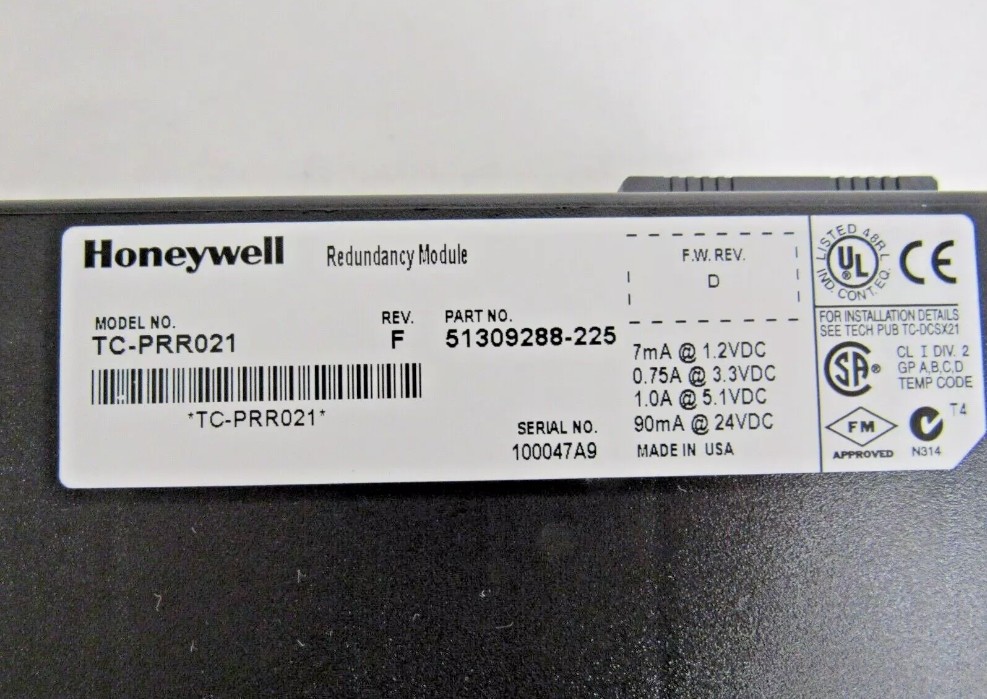 Honeywell Redundancy Module
MODEL NO.
TC-PRR021
REV.
F
PART NO.
51309288-225
*TC-PRR021*
SERIAL NO.
100047A9
F.W. REV.
D
7mA @ 1.2VDC
0.75A @ 3.3VDC
1.0A @ 5.1VDC
90mA @ 24VDC
MADE IN USA
LISTED 48RL
UL
IND. CONT. EQ.
CE
FOR INSTALLATION DETAILS
SEE TECH PUB TC-DCSX21
SA
CL I DIV. 2
GP A,B,C,D
TEMP CODE
T4
FM
APPROVED
N314